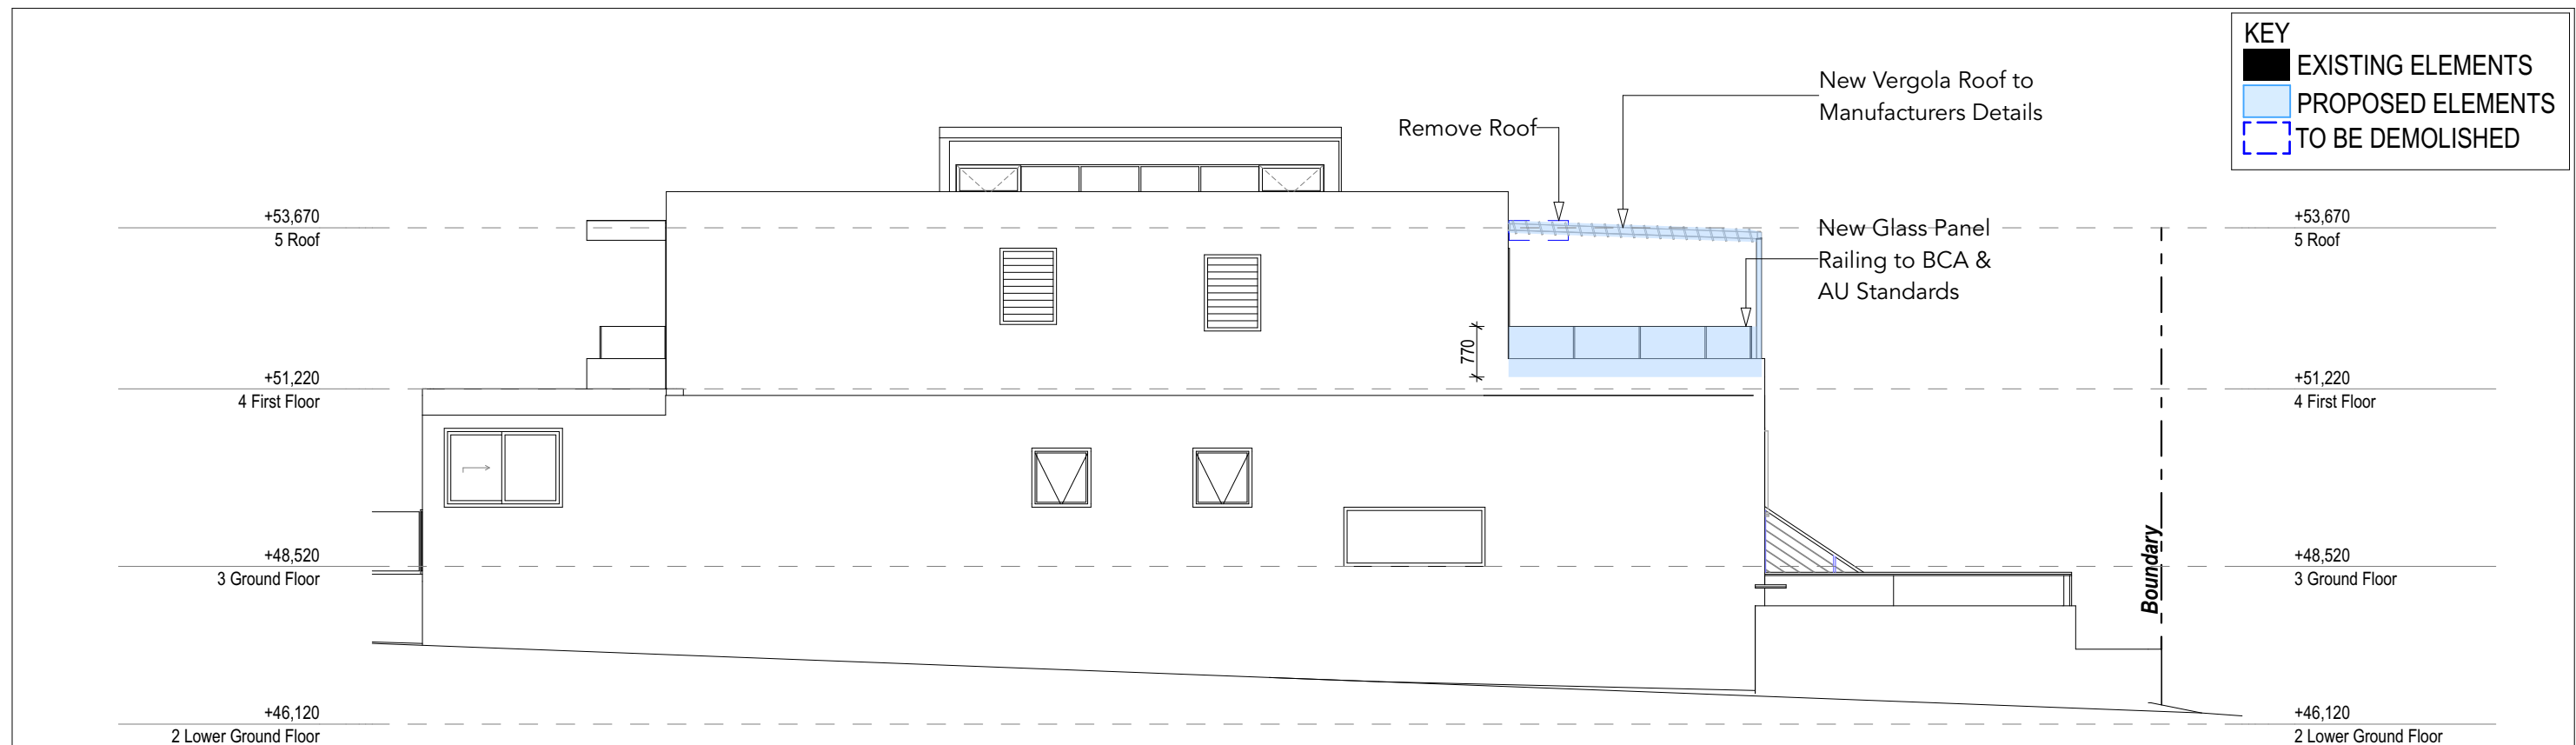 KEY
EXISTING ELEMENTS
PROPOSED ELEMENTS
TO BE DEMOLISHED
New Vergola Roof to
Manufacturers Details
Remove Roof
+53,670
5 Roof
+53,670
5 Roof
New Glass Panel
Railing to BCA &
AU Standards
770
+51,220
4 First Floor
+51,220
4 First Floor
+48,520
3 Ground Floor
+48,520
3 Ground Floor
Boundary
+46,120
2 Lower Ground Floor
+46,120
2 Lower Ground Floor